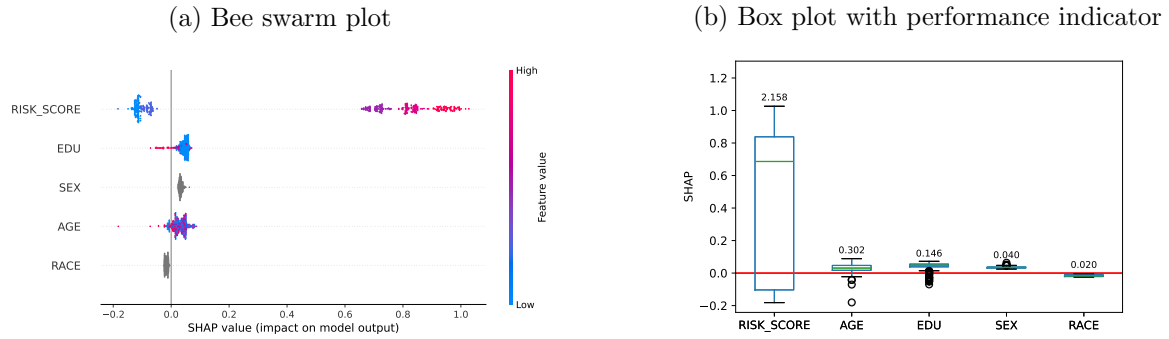 (a) Bee swarm plot
High
RISK_SCORE
EDU
SEX
AGE
RACE
Feature value
Low
−0.2 0.0 0.2 0.4 0.6 0.8 1.0
SHAP value (impact on model output)
(b) Box plot with performance indicator
1.2
1.0
0.8
0.6
0.4
0.2
0.0
−0.2
SHAP
2.158
0.302
0.146
0.040
0.020
RISK_SCORE AGE EDU SEX RACE